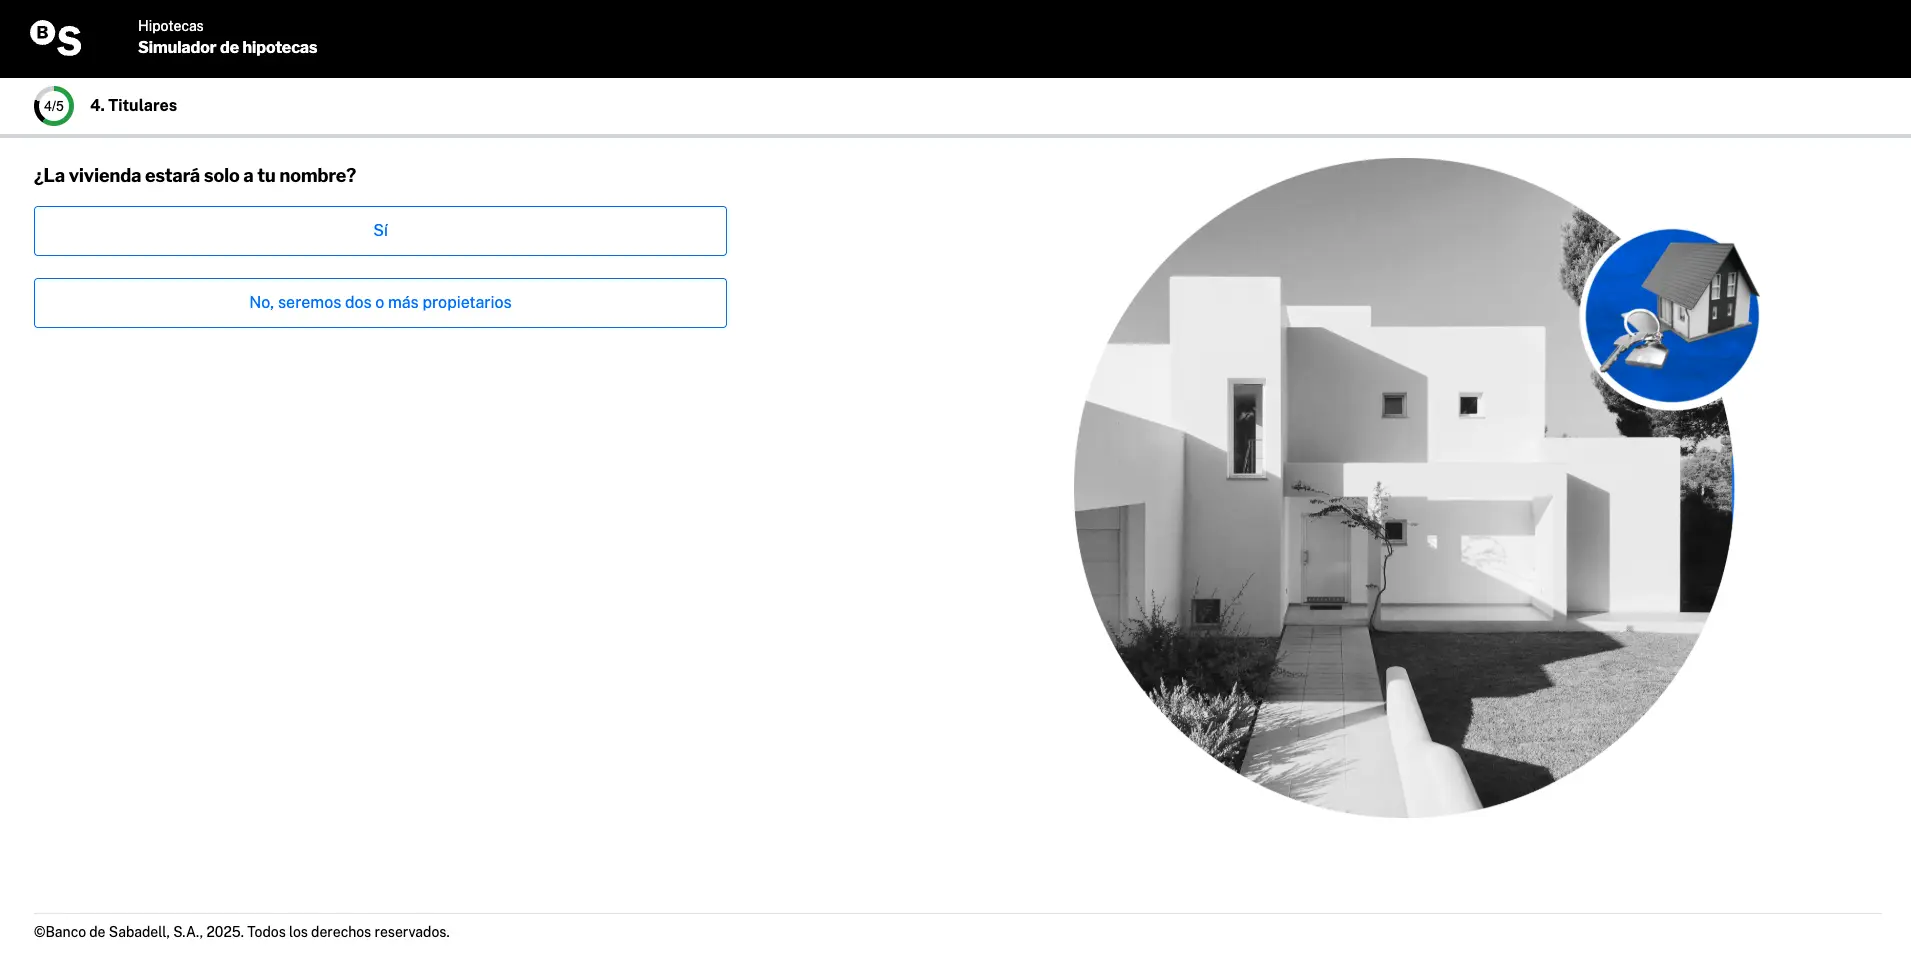 BS
Hipotecas
Simulador de hipotecas
4/5
4. Titulares
¿La vivienda estará solo a tu nombre?
Sí
No, seremos dos o más propietarios
©Banco de Sabadell, S.A., 2025. Todos los derechos reservados.